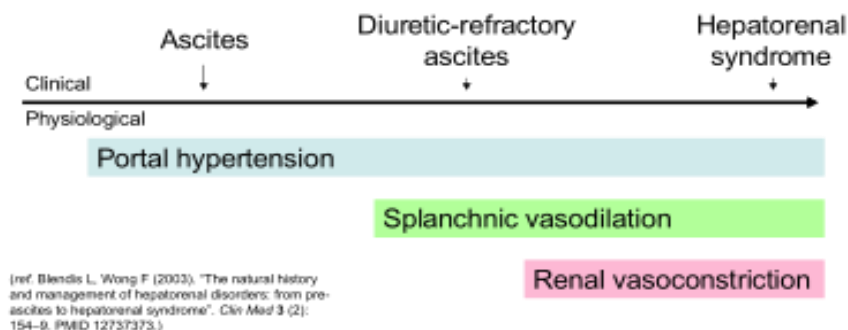 Ascites
Diuretic-refractory
ascites
Hepatorenal
syndrome
Clinical
Physiological
Portal hypertension
Splanchnic vasodilation
Renal vasoconstriction
(ref. Blendis L, Wong F (2003). "The natural history
and management of hepatorenal disorders: from pre-
ascites to hepatorenal syndrome". Clin Med 3 (2):
154–9. PMID 12737373.)